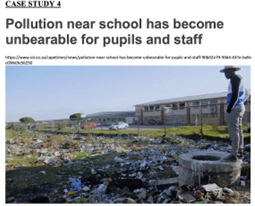 CASE STUDY 4
Pollution near school has become
unbearable for pupils and staff